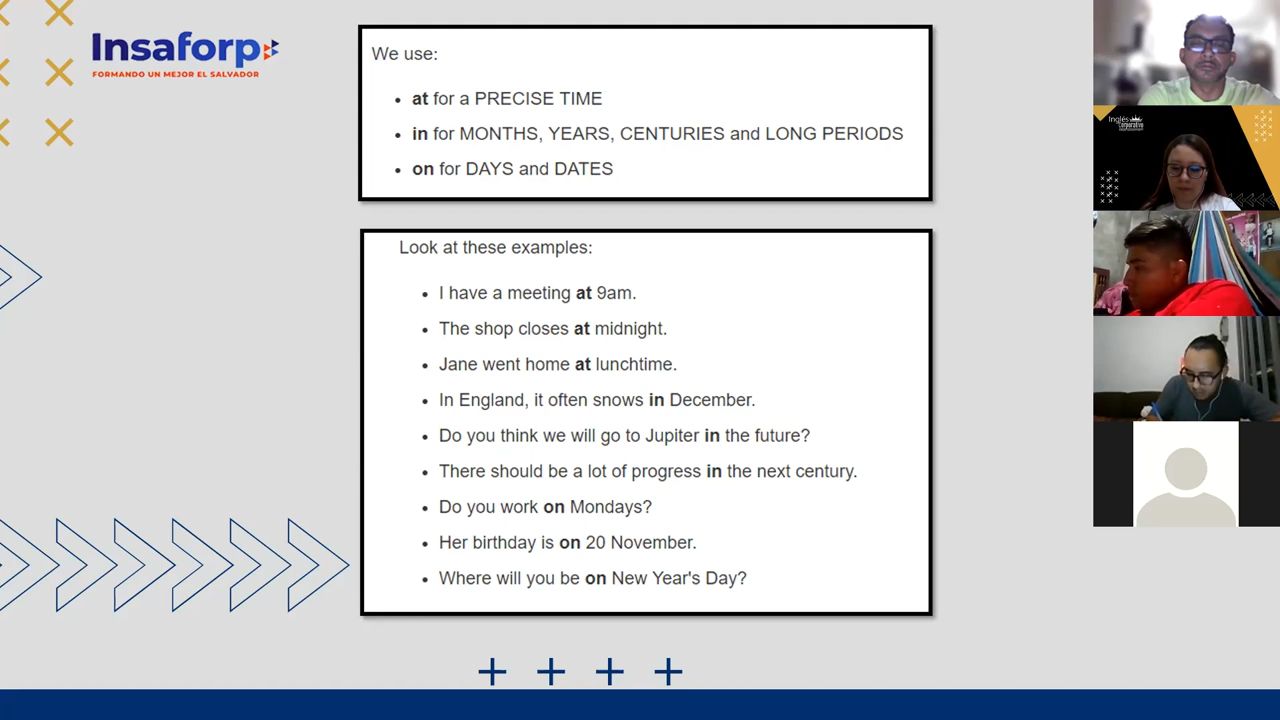 Insaforp
FORMANDO UN MEJOR EL SALVADOR
We use:
• at for a PRECISE TIME
• in for MONTHS, YEARS, CENTURIES and LONG PERIODS
• on for DAYS and DATES
Look at these examples:
• I have a meeting at 9am.
• The shop closes at midnight.
• Jane went home at lunchtime.
• In England, it often snows in December.
• Do you think we will go to Jupiter in the future?
• There should be a lot of progress in the next century.
• Do you work on Mondays?
• Her birthday is on 20 November.
• Where will you be on New Year's Day?
Inglés
Corporativo